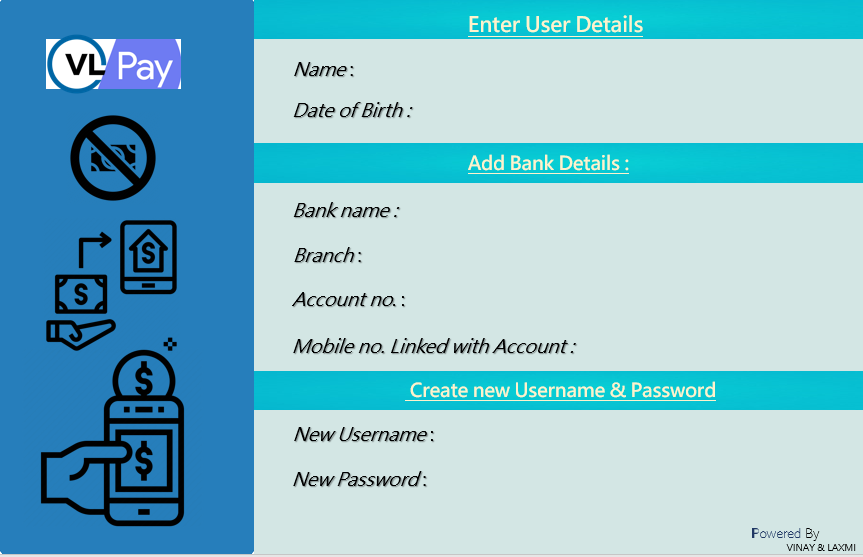 VL Pay
Enter User Details
Name :
Date of Birth :
Add Bank Details :
Bank name :
Branch :
Account no. :
Mobile no. Linked with Account :
Create new Username & Password
New Username :
New Password :
Powered By
VINAY & LAXMI